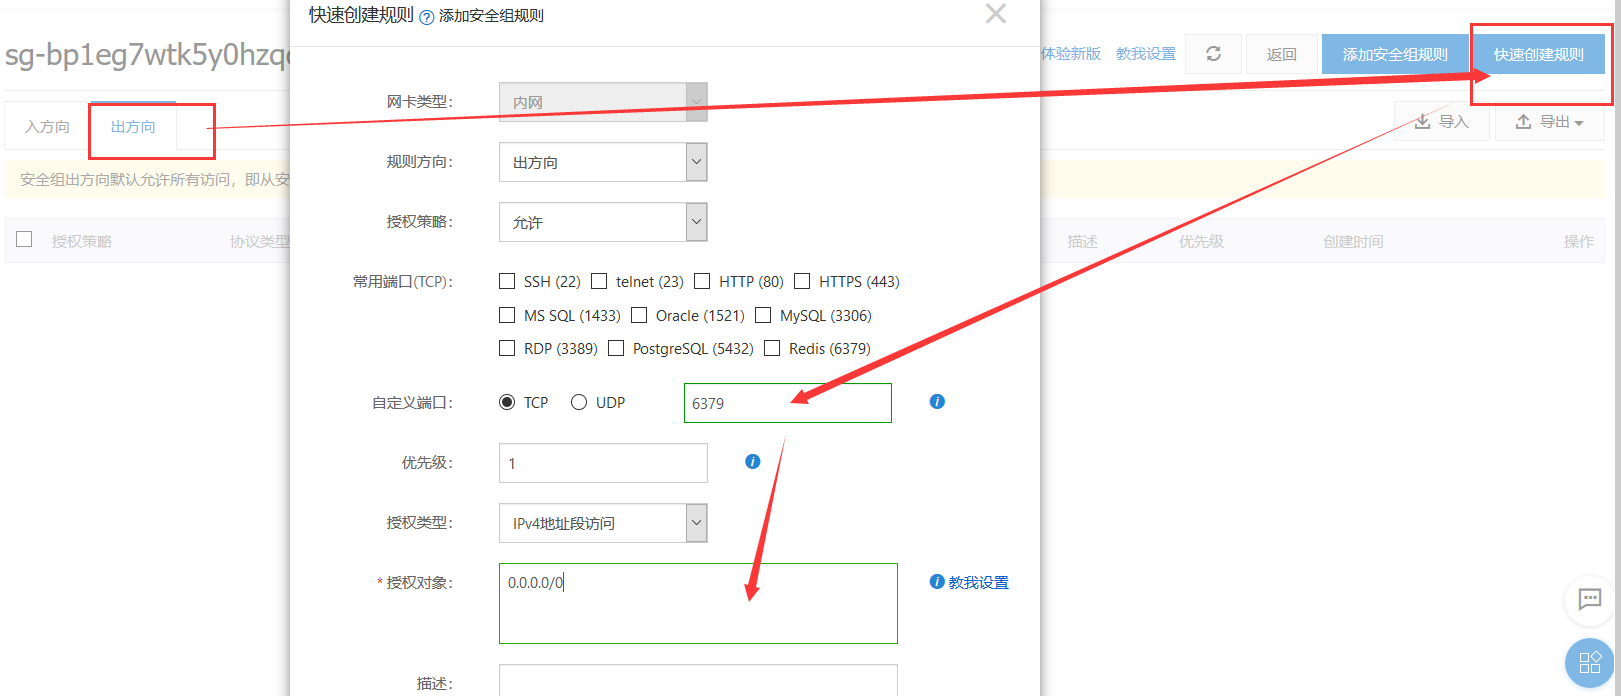 快速创建规则 ? 添加安全组规则
sg-bp1eg7wtk5y0hzq
体验新版 教我设置 返回 添加安全组规则 快速创建规则
入方向 出方向
导入 导出
安全组出方向默认允许所有访问，即从安
授权策略 协议类型 描述 优先级 创建时间 操作
网卡类型： 内网
规则方向： 出方向
授权策略： 允许
常用端口(TCP)： SSH (22) telnet (23) HTTP (80) HTTPS (443)
MS SQL (1433) Oracle (1521) MySQL (3306)
RDP (3389) PostgreSQL (5432) Redis (6379)
自定义端口： TCP UDP 6379
优先级： 1
授权类型： IPv4地址段访问
* 授权对象： 0.0.0.0/0 教我设置
描述：